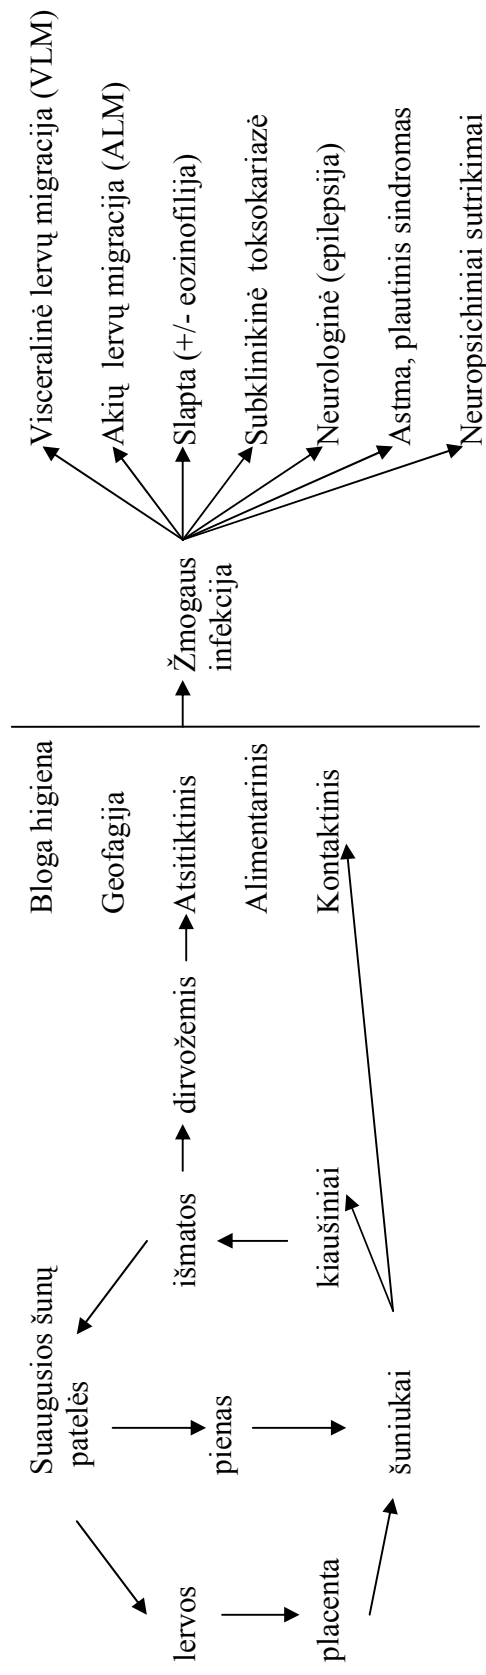 Suaugusios šunų
patelės
lervos
placenta
pienas
šuniukai
išmatos
kiaušiniai
dirvožemis
Bloga higiena
Geofagija
Atsitiktinis
Alimentarinis
Kontaktinis
Žmogaus
infekcija
Visceralinė lervų migracija (VLM)
Akių lervų migracija (ALM)
Slapta (+/- eozinofilija)
Subklinikinė toksokariazė
Neurologinė (epilepsija)
Astma, plautinis sindromas
Neuropsichiniai sutrikimai